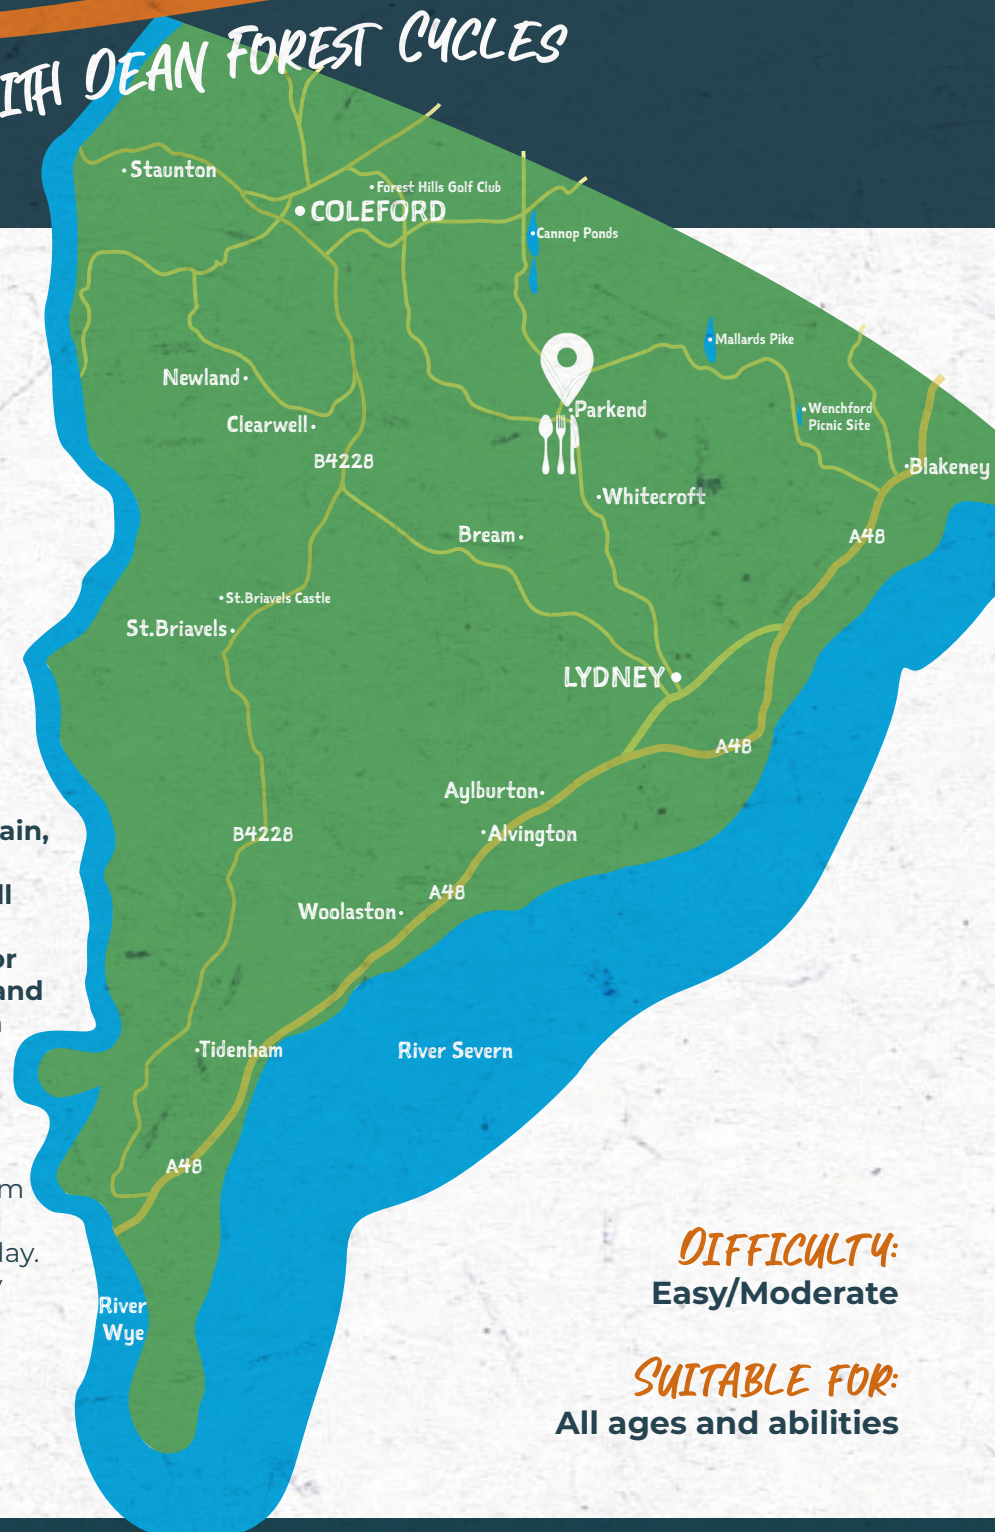 ITH DEAN FOREST CYCLES
Staunton
Forest Hills Golf Club
COLEFORD
Cannop Ponds
Mallards Pike
Newland
Parkend
Wenchford
Picnic Site
Clearwell
B4228
Blakeney
Whitecroft
Bream
A48
St.Briavels Castle
St.Briavels
LYDNEY
A48
Aylburton
ain,
B4228
Alvington
ll
A48
Woolaston
or
and
Tidenham
River Severn
A48
m
lay.
River
Wye
DIFFICULTY:
Easy/Moderate
SUITABLE FOR:
All ages and abilities